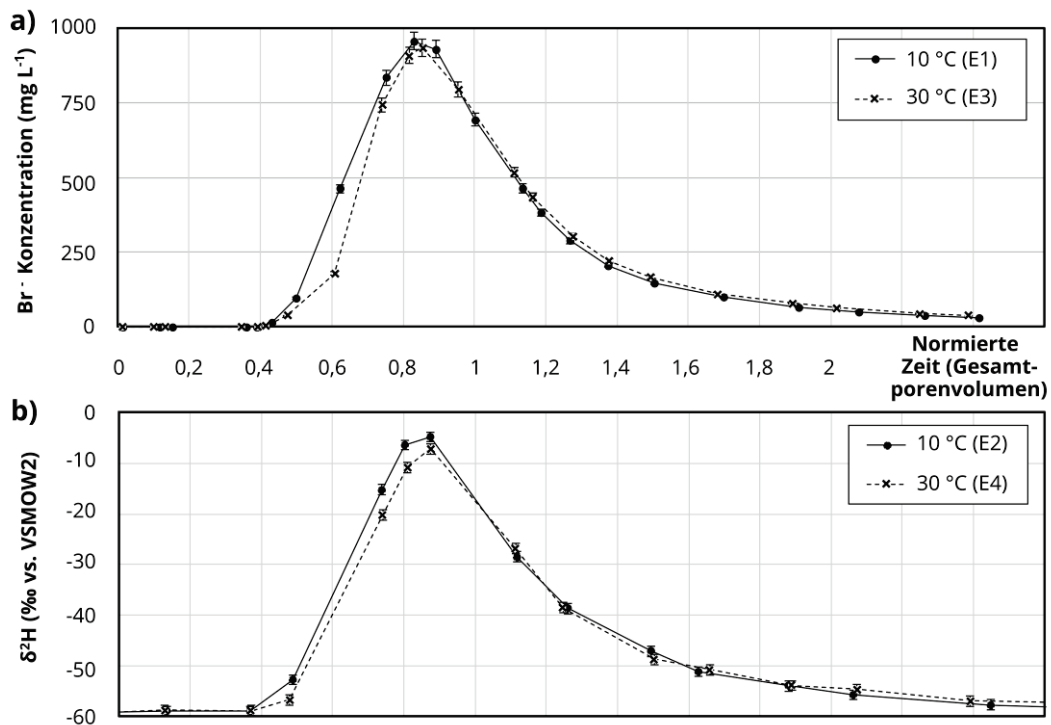 a)
Br - Konzentration (mg L-1)
1000
750
500
250
0
10 °C (E1)
30 °C (E3)
0 0,2 0,4 0,6 0,8 1 1,2 1,4 1,6 1,8 2
Normierte
Zeit (Gesamt-
porenvolumen)
b)
δ²H (‰ vs. VSMOW2)
0
-10
-20
-30
-40
-50
-60
10 °C (E2)
30 °C (E4)